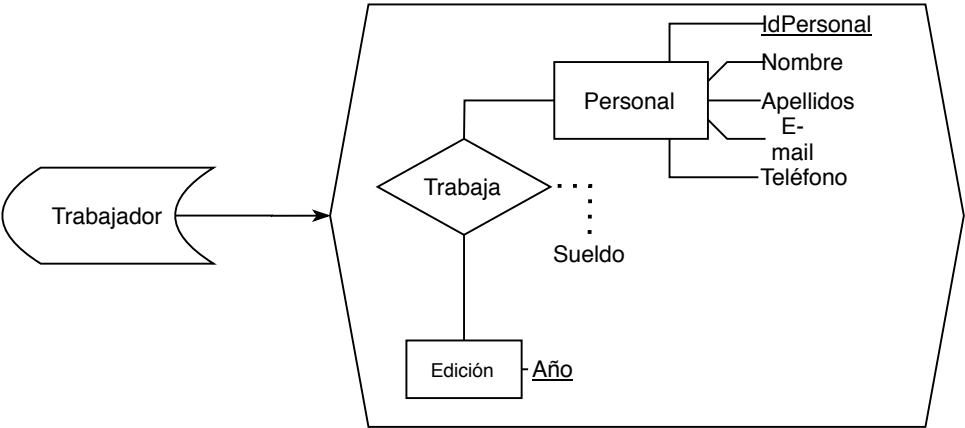 IdPersonal
Nombre
Personal
Apellidos
E-
mail
Teléfono
Trabaja
Trabajador
Sueldo
Edición
Año